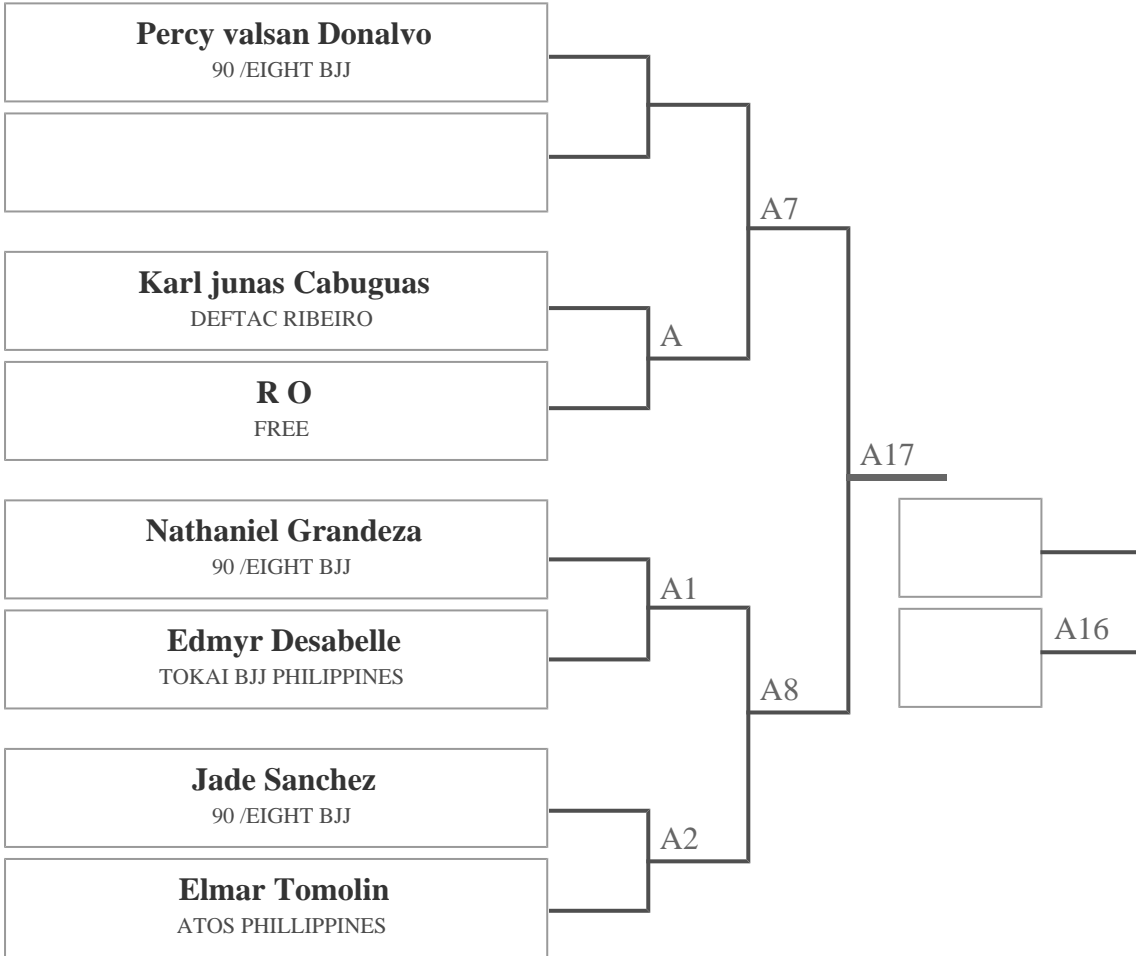 Percy valsan Donalvo
90 /EIGHT BJJ
A7
Karl junas Cabuguas
DEFTAC RIBEIRO
A
R O
FREE
A17
Nathaniel Grandeza
90 /EIGHT BJJ
A1
Edmyr Desabelle
TOKAI BJJ PHILIPPINES
A16
A8
Jade Sanchez
90 /EIGHT BJJ
A2
Elmar Tomolin
ATOS PHILLIPPINES